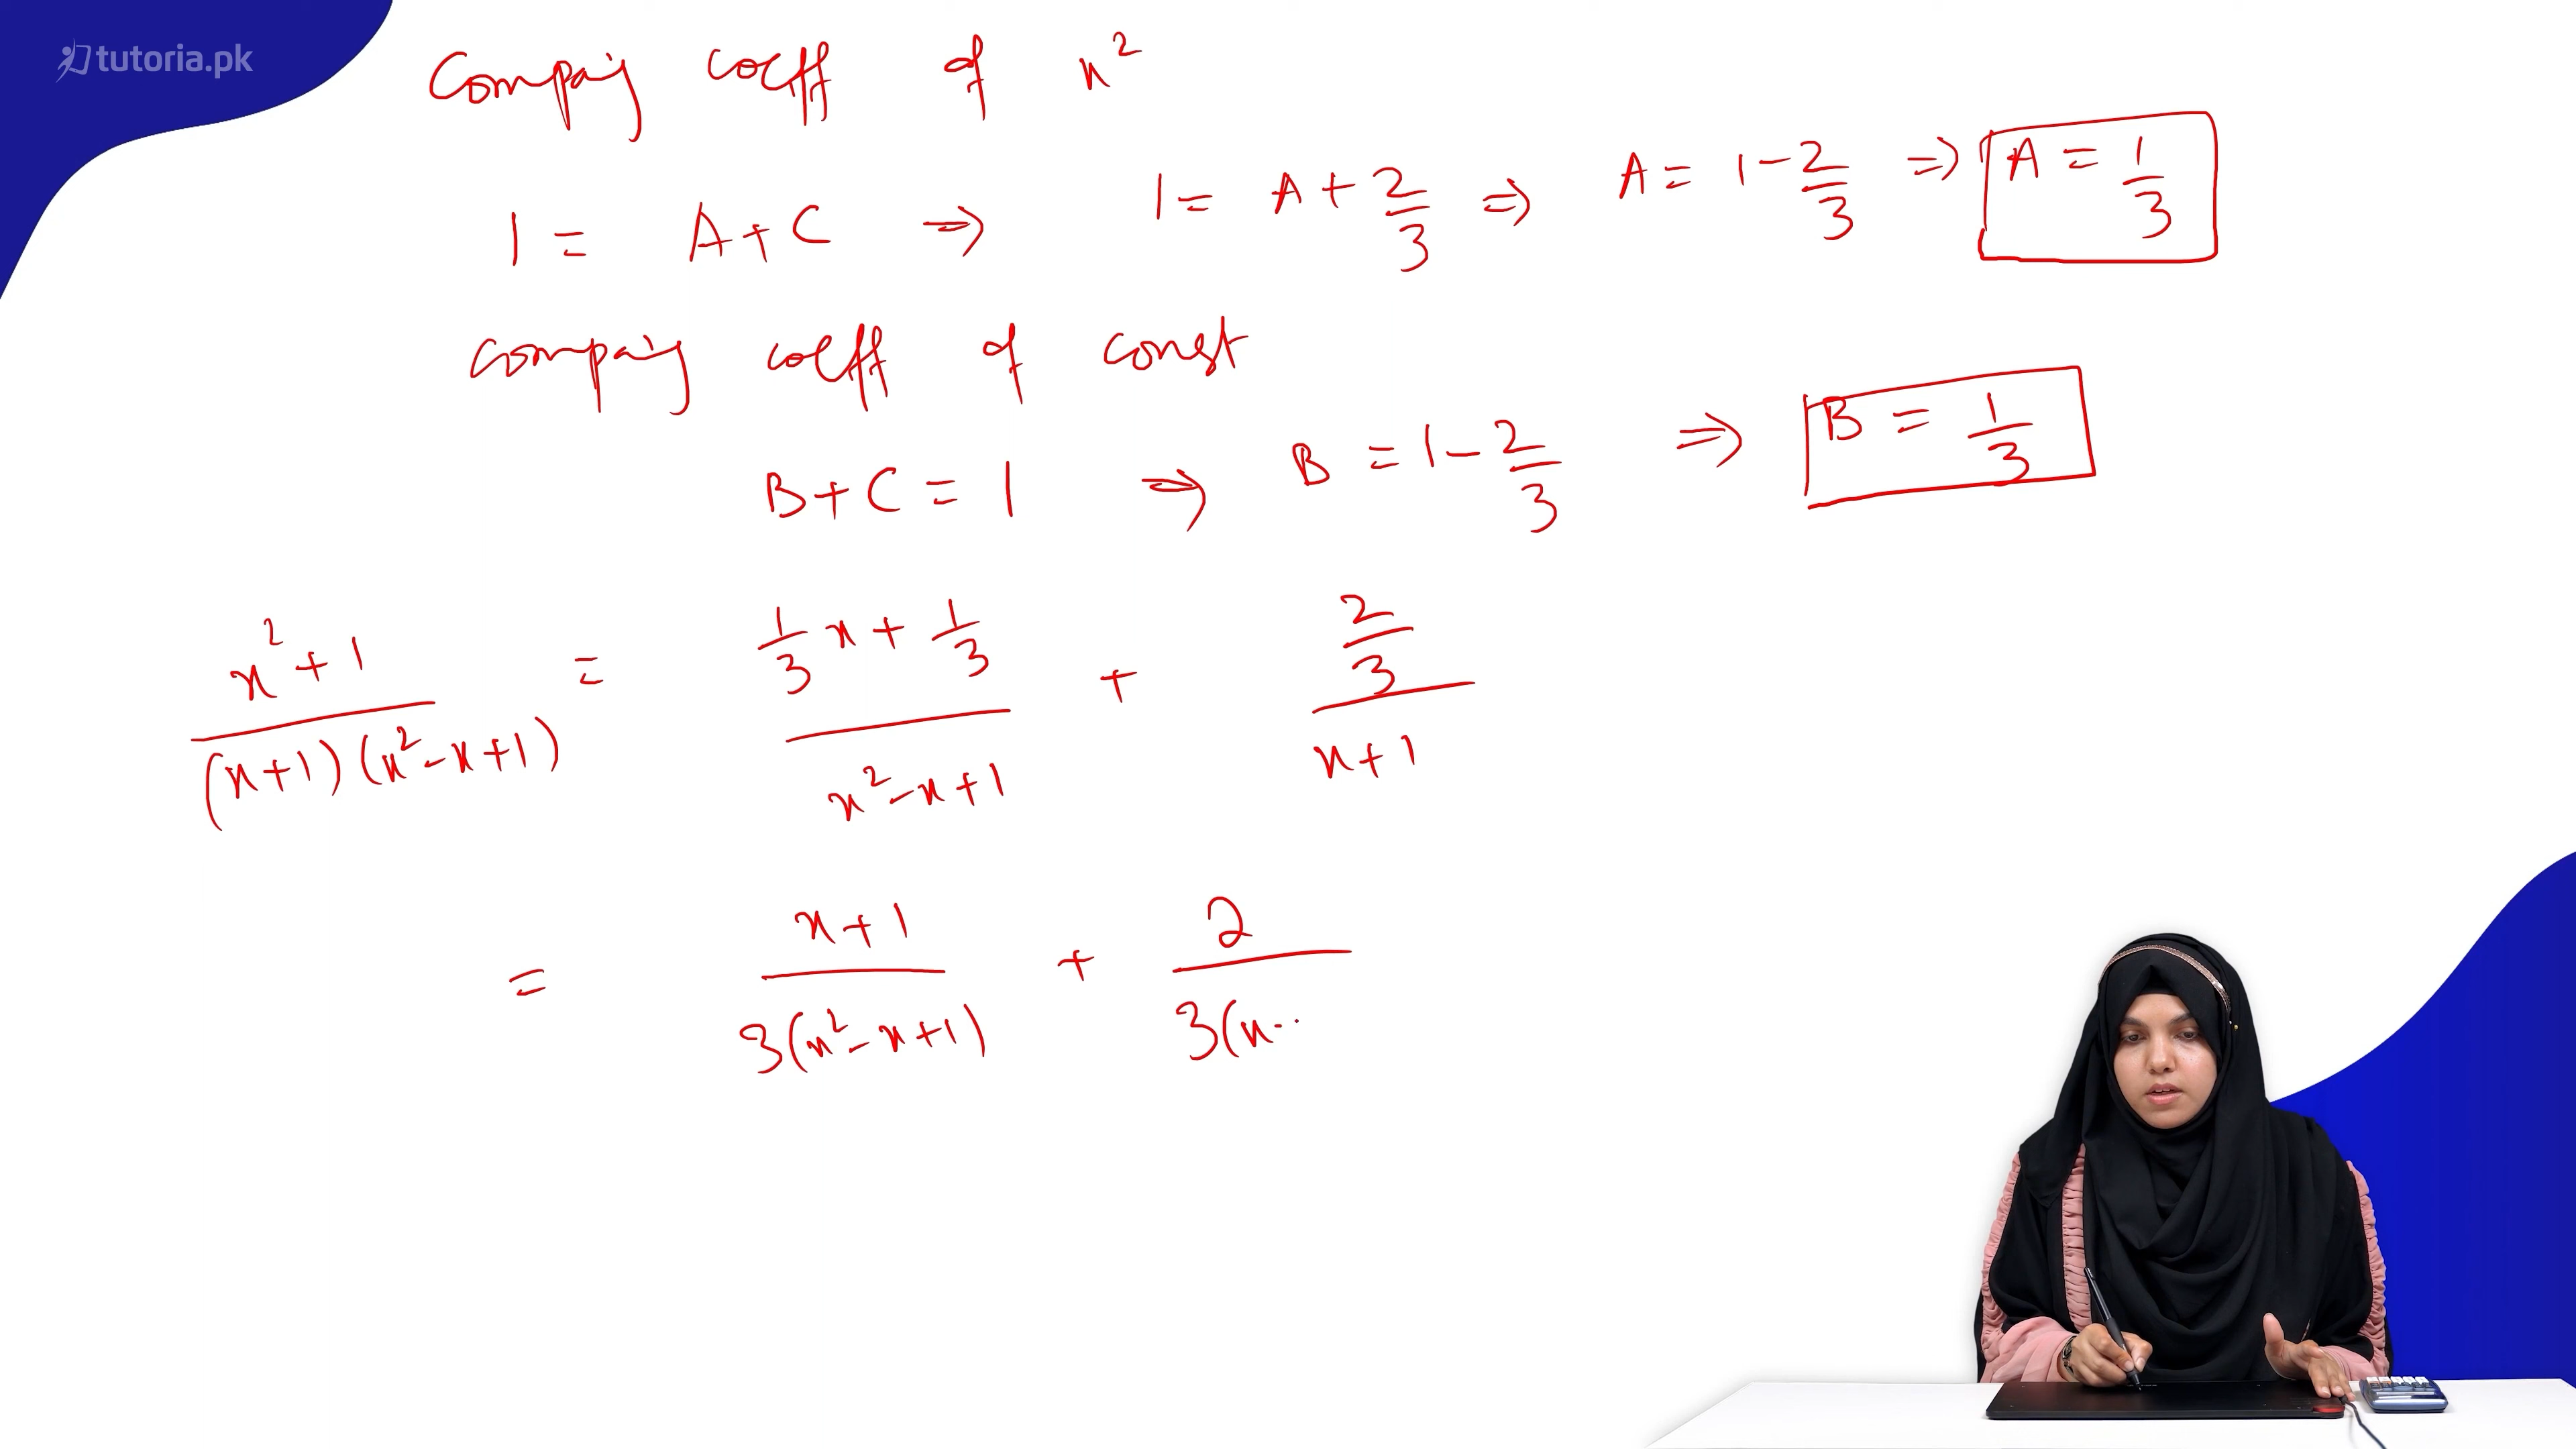 tutoria.pk
Compaing coeff of x²
1 = A+C ⇒ 1 = A + 2/3 ⇒ A = 1 - 2/3 ⇒ A = 1/3
compaing coeff of const
B+C = 1 ⇒ B = 1 - 2/3 ⇒ B = 1/3
x²+1 / (x+1)(x²-x+1) = (1/3 x + 1/3) / (x²-x+1) + (2/3) / (x+1)
= x+1 / 3(x²-x+1) + 2 / 3(x-